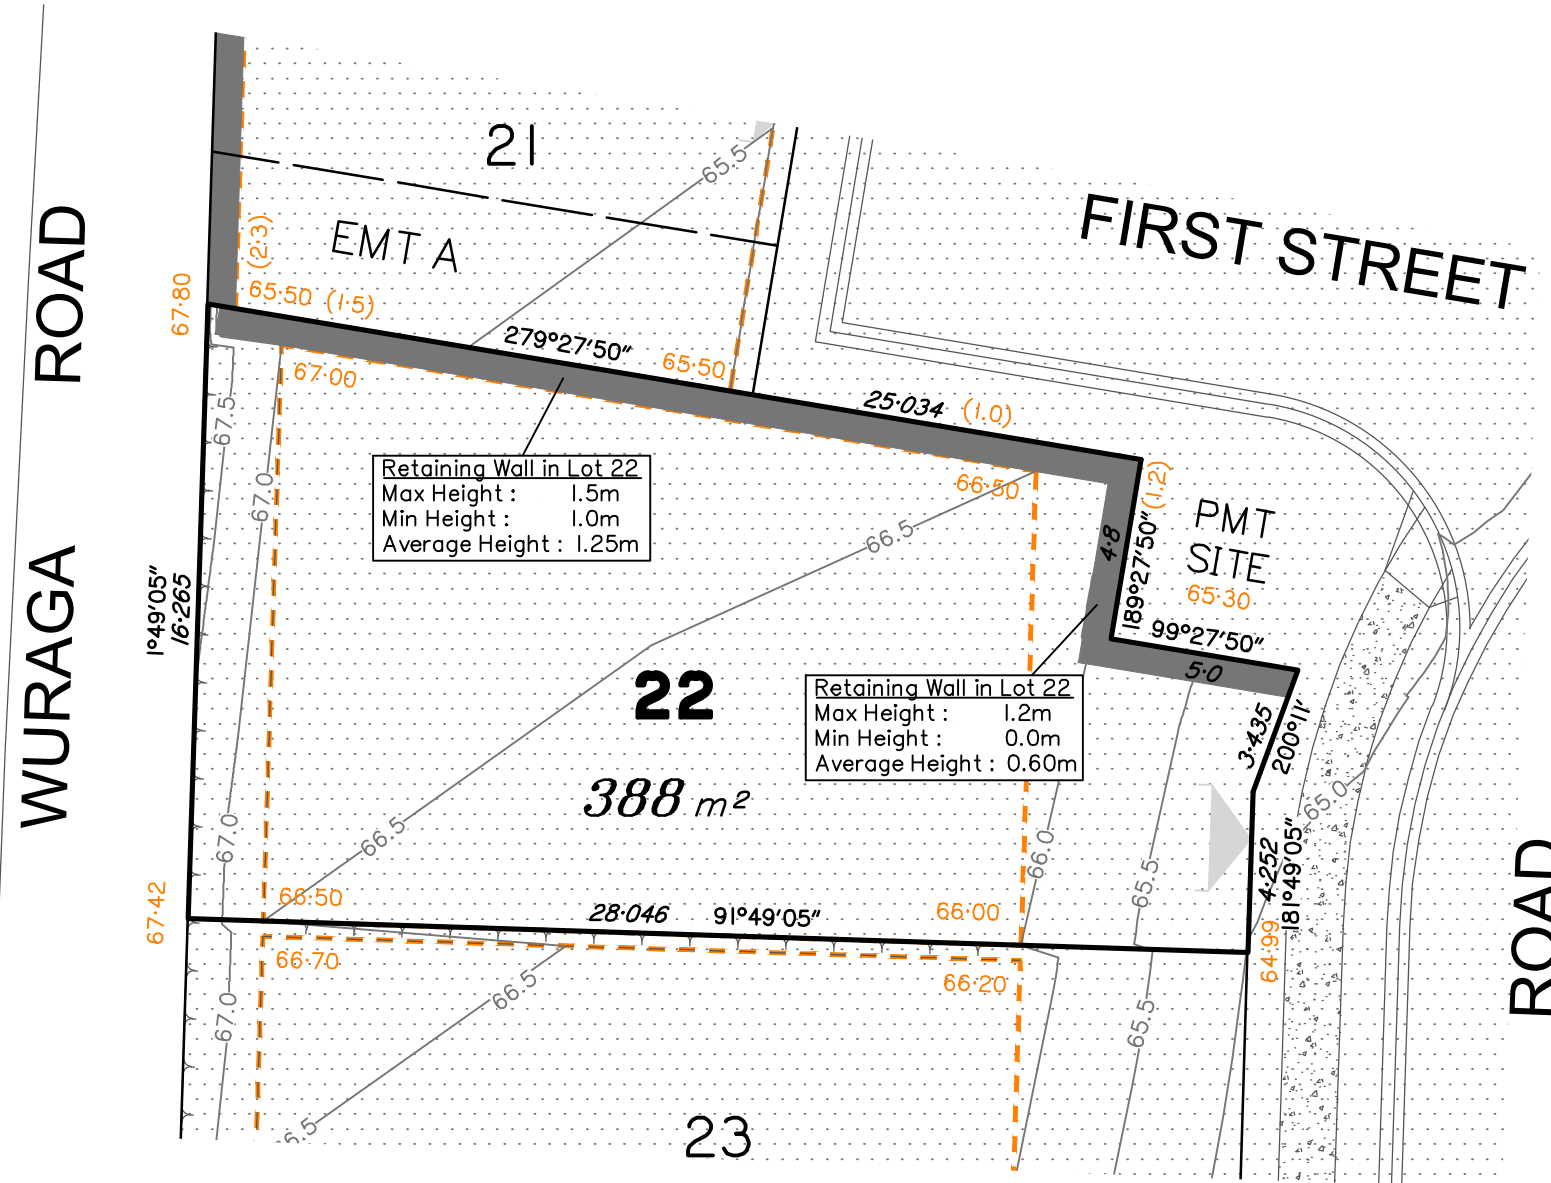 21
65.5
EMT A
FIRST STREET
WURAGA ROAD
(2·3)
67·80
65·50 (1·5)
279°27'50"
65·50
67·00
25·034 (1.0)
67.5
67.0
Retaining Wall in Lot 22
Max Height : 1.5m
Min Height : 1.0m
Average Height : 1.25m
66·50
66.5
(1.2)
4·8
189°27'50"
PMT
SITE
65·30
99°27'50"
5·0
1°49'05"
16·265
22
388 m²
Retaining Wall in Lot 22
Max Height : 1.2m
Min Height : 0.0m
Average Height : 0.60m
3·435
200°11'
65.0
67.0
66.5
66.0
65.5
4·252
181°49'05"
67·42
66·50
28·046 91°49'05"
66·00
64·99
66·70
66·20
67.0
66.5
65.5
ROAD
6.5
23